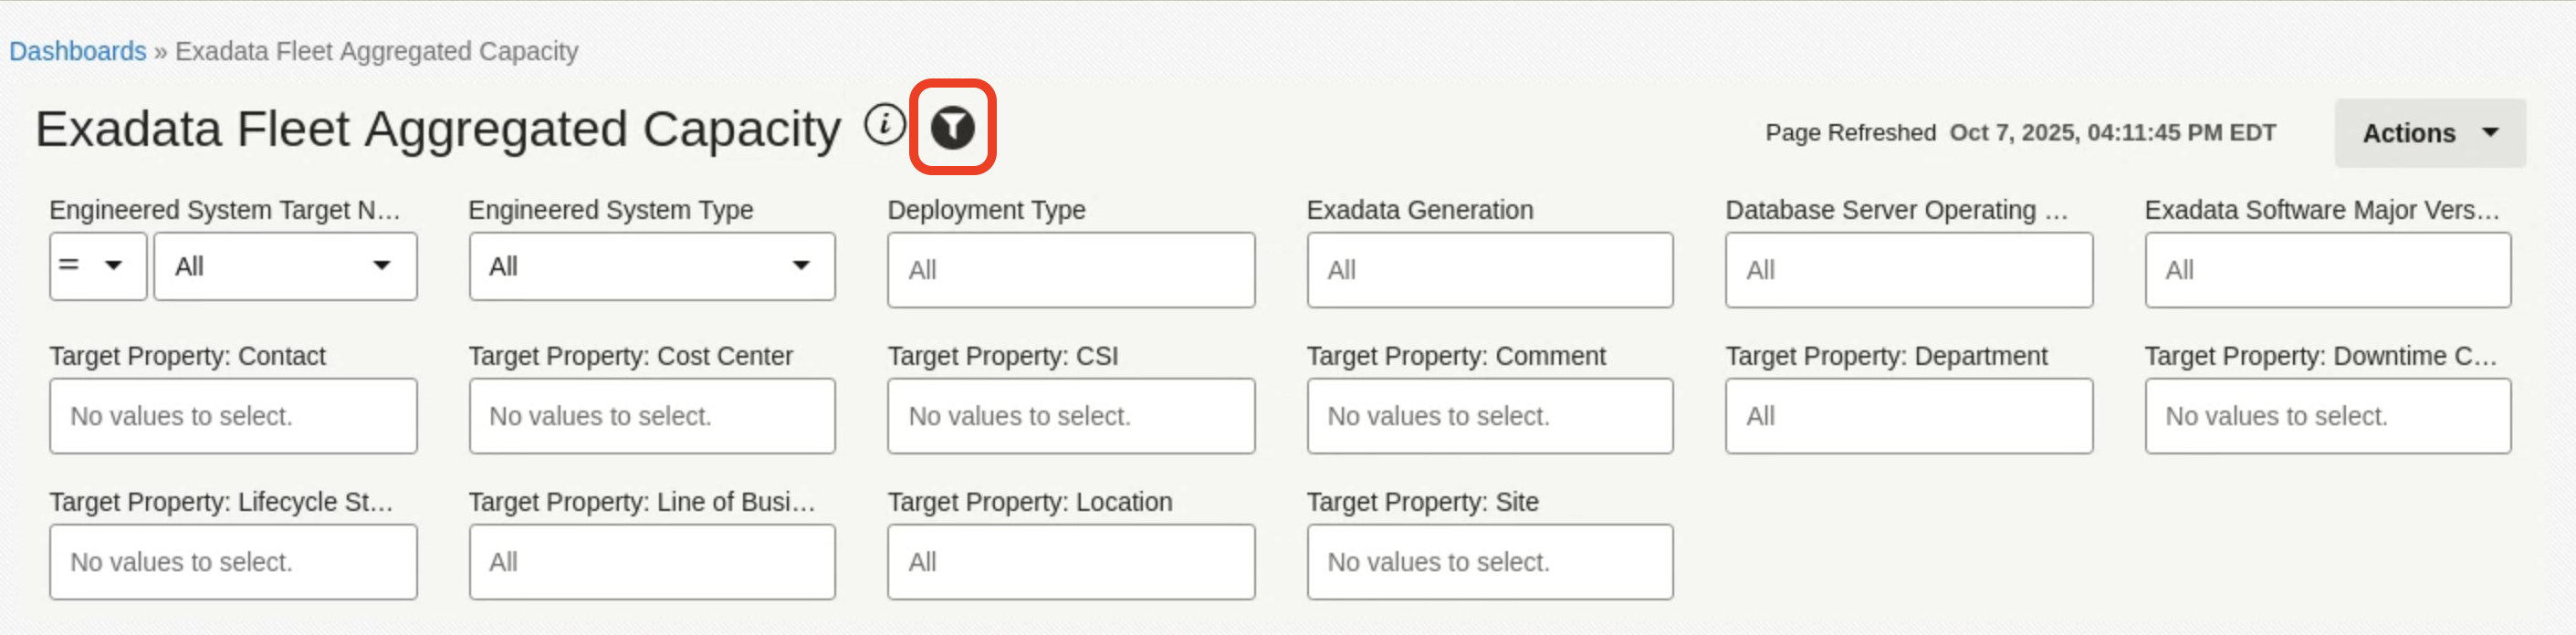 Dashboards » Exadata Fleet Aggregated Capacity
Exadata Fleet Aggregated Capacity i
Page Refreshed Oct 7, 2025, 04:11:45 PM EDT Actions
Engineered System Target N... Engineered System Type Deployment Type Exadata Generation Database Server Operating ... Exadata Software Major Vers...
= All All All All All All
Target Property: Contact Target Property: Cost Center Target Property: CSI Target Property: Comment Target Property: Department Target Property: Downtime C...
No values to select. No values to select. No values to select. No values to select. All No values to select.
Target Property: Lifecycle St... Target Property: Line of Busi... Target Property: Location Target Property: Site
No values to select. All All No values to select.